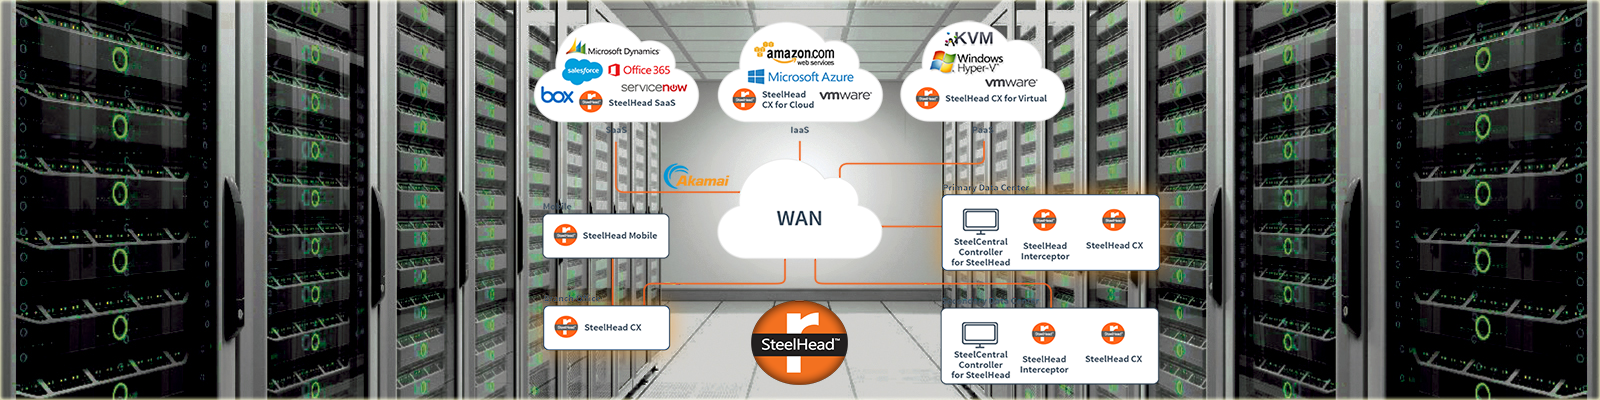 Microsoft Dynamics
salesforce
Office 365
servicenow
box
SteelHead SaaS
SaaS
amazon.com
web services
Microsoft Azure
SteelHead
CX for Cloud
vmware
IaaS
KVM
Windows
Hyper-V
vmware
SteelHead CX for Virtual
PaaS
Akamai
WAN
Mobile
SteelHead Mobile
SteelHead CX
Primary Data Center
SteelCentral
Controller
for SteelHead
SteelHead
Interceptor
SteelHead CX
SteelCentral
Controller
for SteelHead
SteelHead
Interceptor
SteelHead CX
SteelHead™